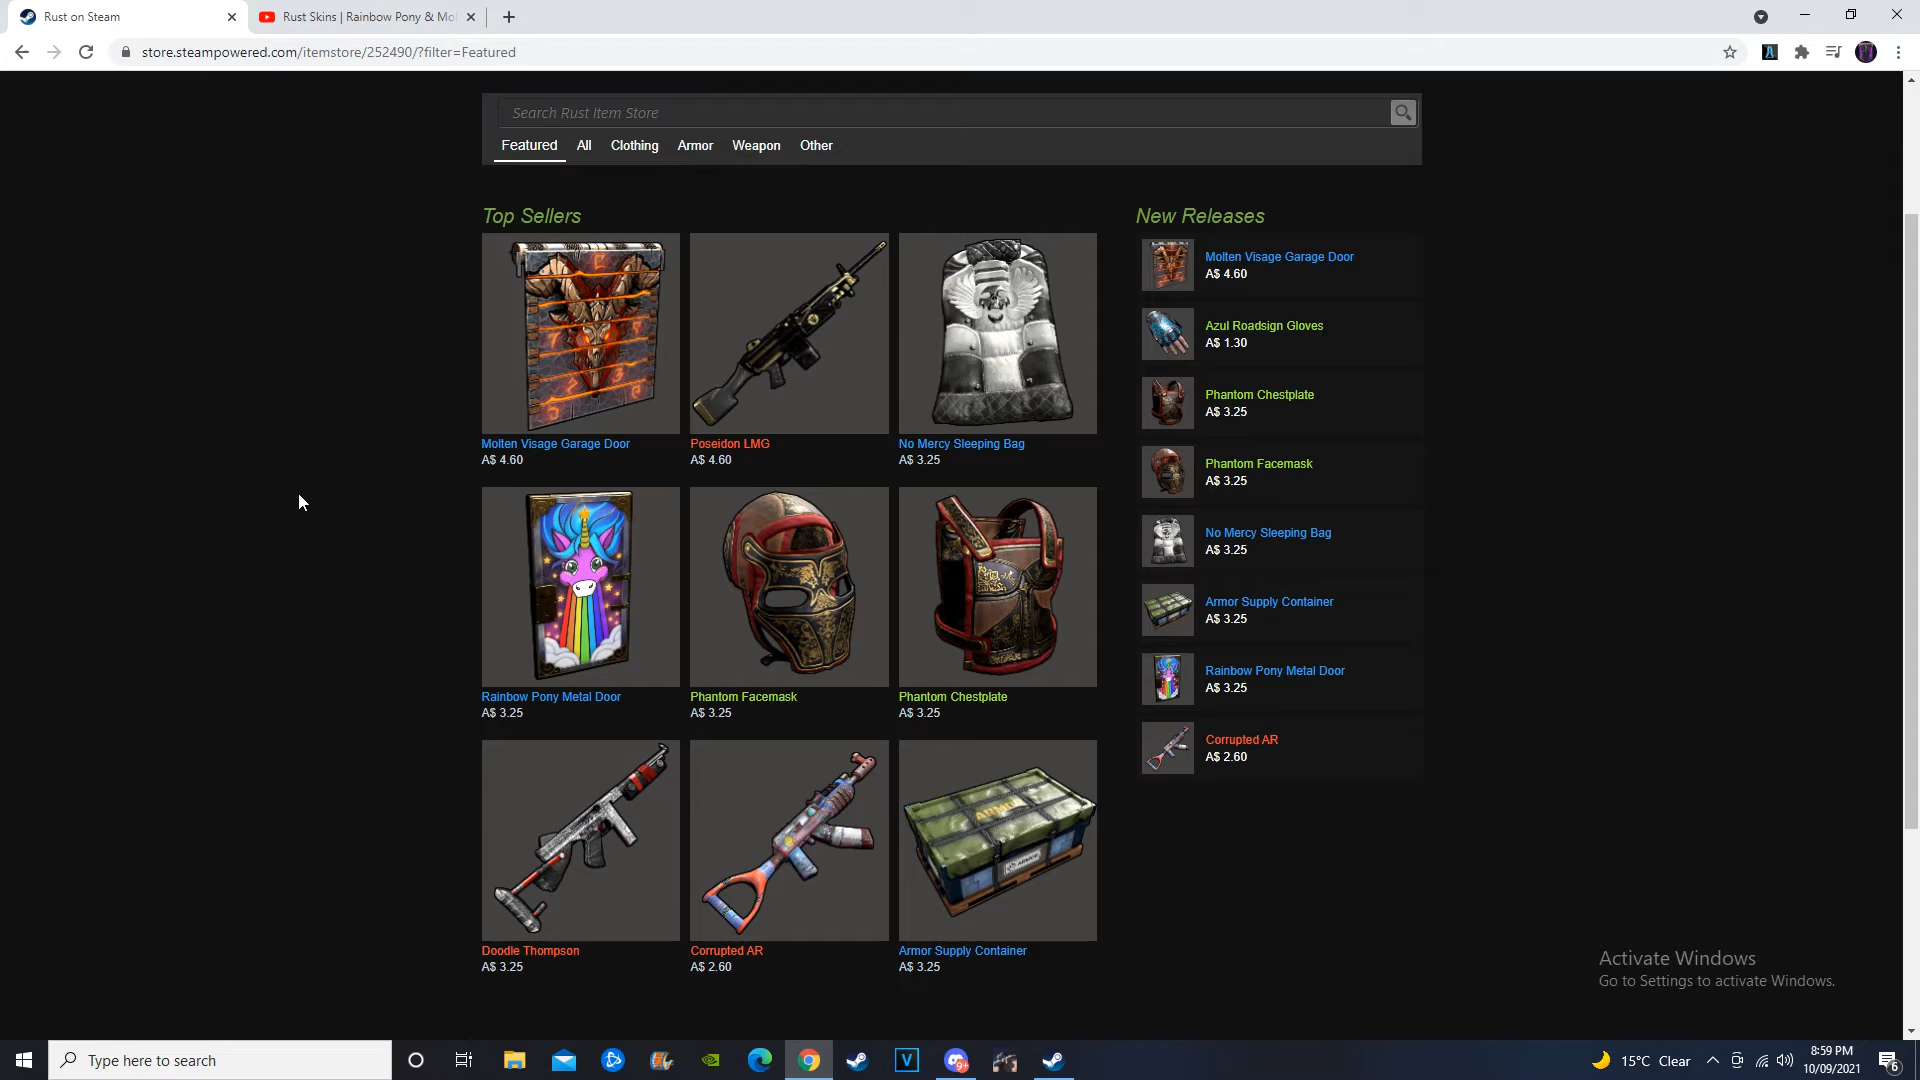 Rust on Steam
Rust Skins | Rainbow Pony & Mol
store.steampowered.com/itemstore/252490/?filter=Featured
Search Rust Item Store
Featured All Clothing Armor Weapon Other
Top Sellers
Molten Visage Garage Door
A$ 4.60
Poseidon LMG
A$ 4.60
No Mercy Sleeping Bag
A$ 3.25
Rainbow Pony Metal Door
A$ 3.25
Phantom Facemask
A$ 3.25
Phantom Chestplate
A$ 3.25
Doodle Thompson
A$ 3.25
Corrupted AR
A$ 2.60
ARMOR
ARMOR
Armor Supply Container
A$ 3.25
New Releases
Molten Visage Garage Door
A$ 4.60
Azul Roadsign Gloves
A$ 1.30
Phantom Chestplate
A$ 3.25
Phantom Facemask
A$ 3.25
No Mercy Sleeping Bag
A$ 3.25
Armor Supply Container
A$ 3.25
Rainbow Pony Metal Door
A$ 3.25
Corrupted AR
A$ 2.60
Activate Windows
Go to Settings to activate Windows.
Type here to search
V
9+
15°C Clear
8:59 PM
10/09/2021
6